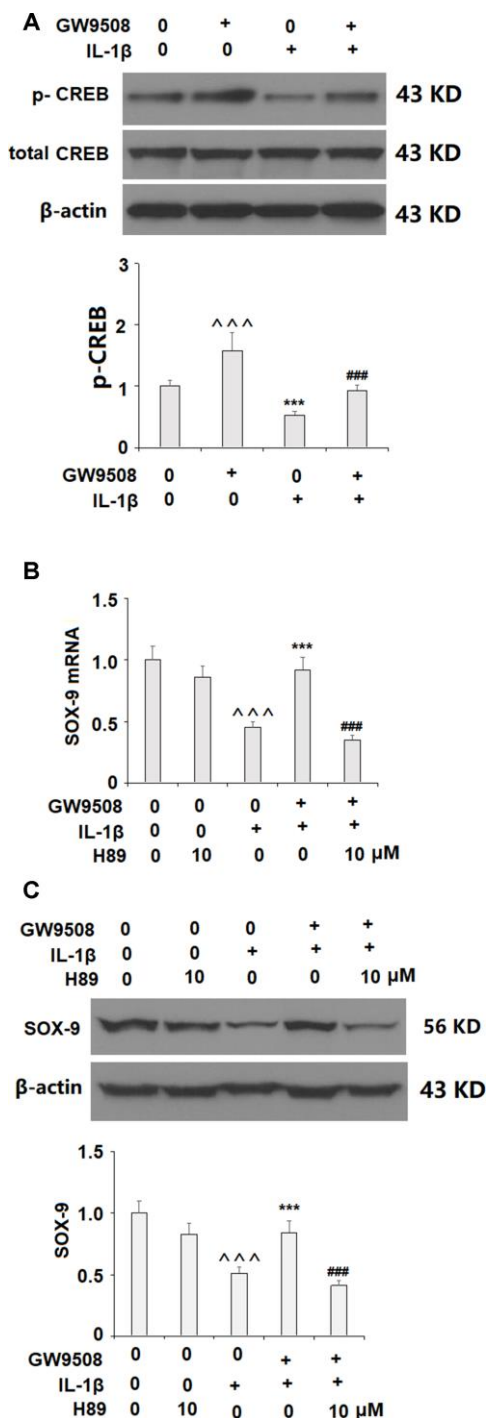 A
GW9508 0 + 0 +
IL-1β 0 0 + +
p- CREB 43 KD
total CREB 43 KD
β-actin 43 KD
3
2
1
0
p-CREB
^^^
***
###
GW9508 0 + 0 +
IL-1β 0 0 + +
B
1.5
1.0
0.5
0
SOX-9 mRNA
^^^
***
###
GW9508 0 0 0 + +
IL-1β 0 0 + + +
H89 0 10 0 0 10 μM
C
GW9508 0 0 0 + +
IL-1β 0 0 + + +
H89 0 10 0 0 10 μM
SOX-9 56 KD
β-actin 43 KD
1.5
1.0
0.5
0
SOX-9
^^^
***
###
GW9508 0 0 0 + +
IL-1β 0 0 + + +
H89 0 10 0 0 10 μM